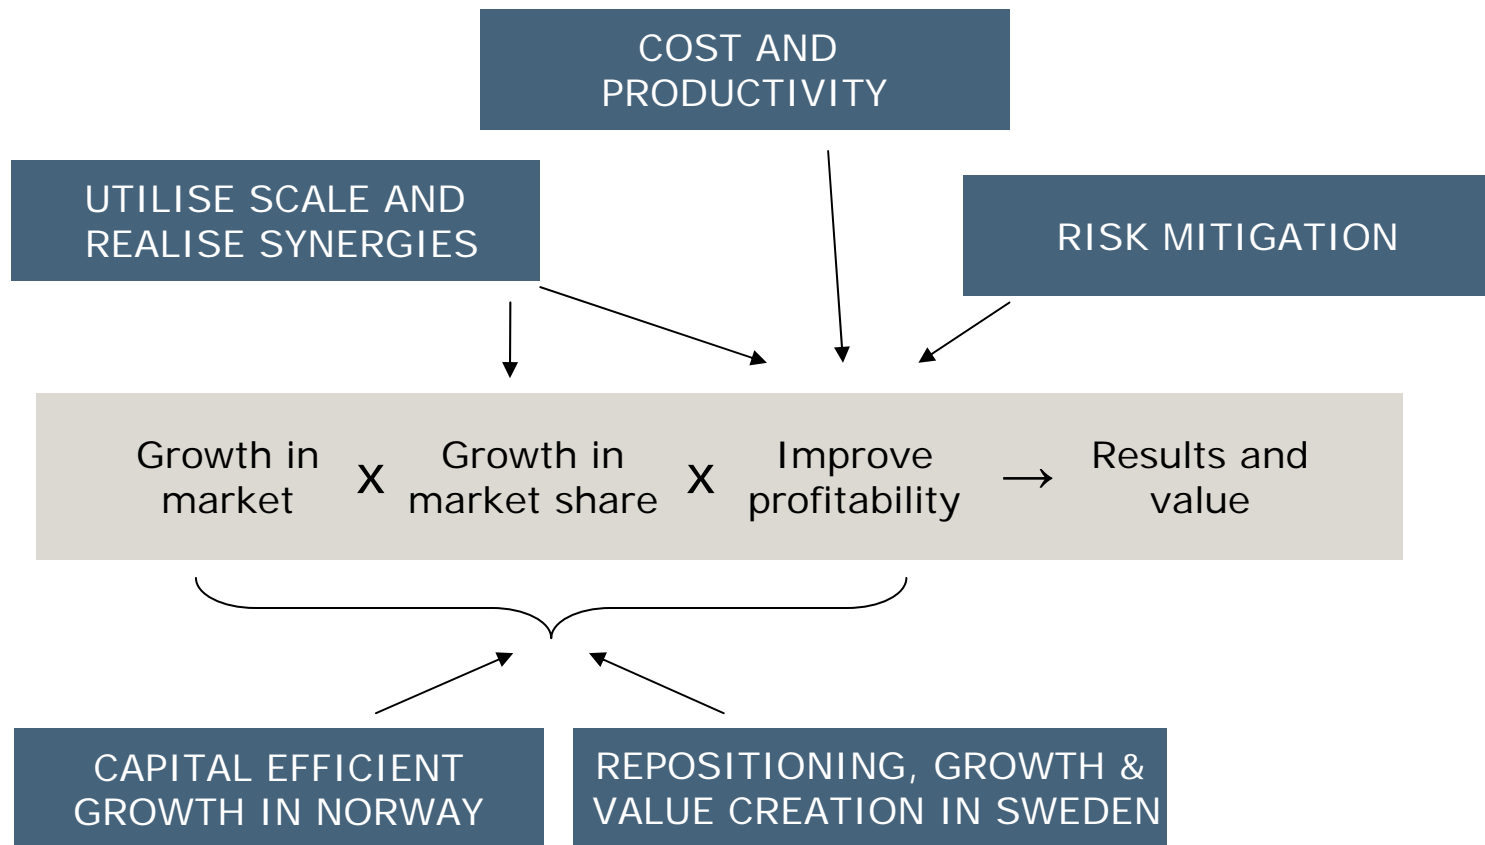 COST AND
PRODUCTIVITY
UTILISE SCALE AND
REALISE SYNERGIES
RISK MITIGATION
Growth in
market
x
Growth in
market share
x
Improve
profitability
→
Results and
value
CAPITAL EFFICIENT
GROWTH IN NORWAY
REPOSITIONING, GROWTH &
VALUE CREATION IN SWEDEN